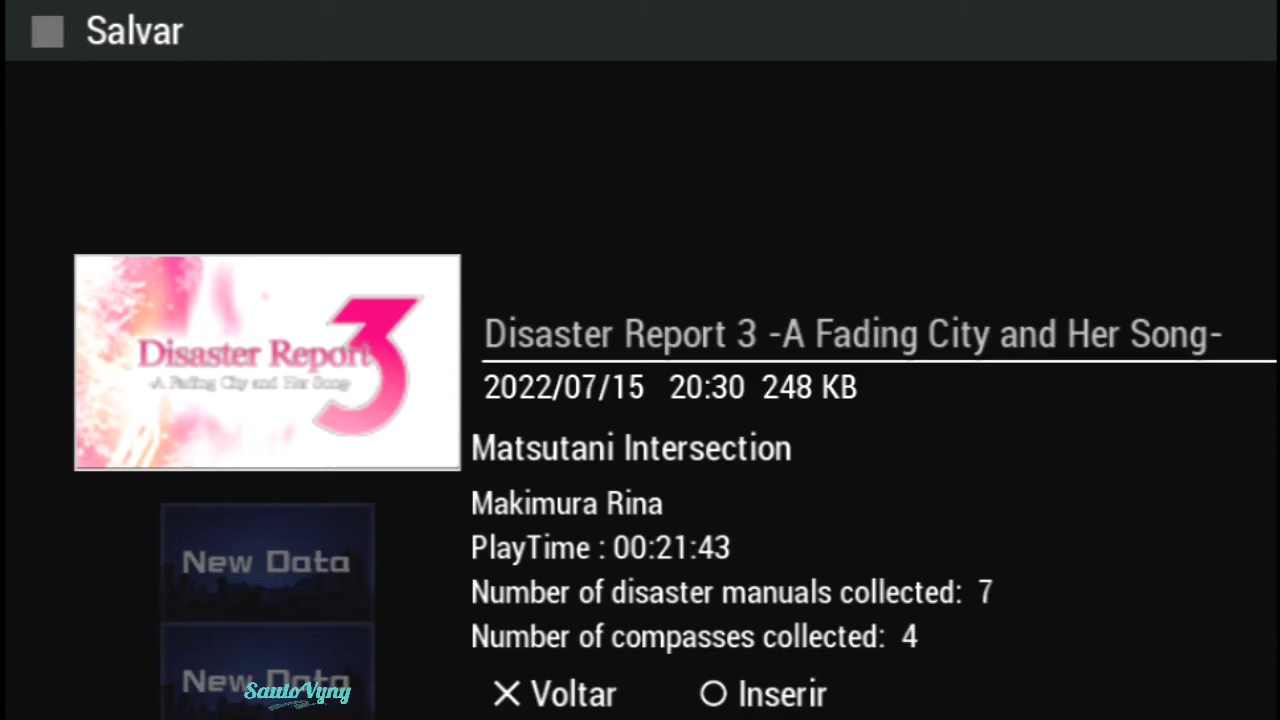 Salvar
Disaster Report 3
-A Fading City and Her Song-
Disaster Report 3 -A Fading City and Her Song-
2022/07/15 20:30 248 KB
Matsutani Intersection
Makimura Rina
PlayTime : 00:21:43
Number of disaster manuals collected: 7
Number of compasses collected: 4
New Data
New Data
SauloVyny
Voltar
Inserir